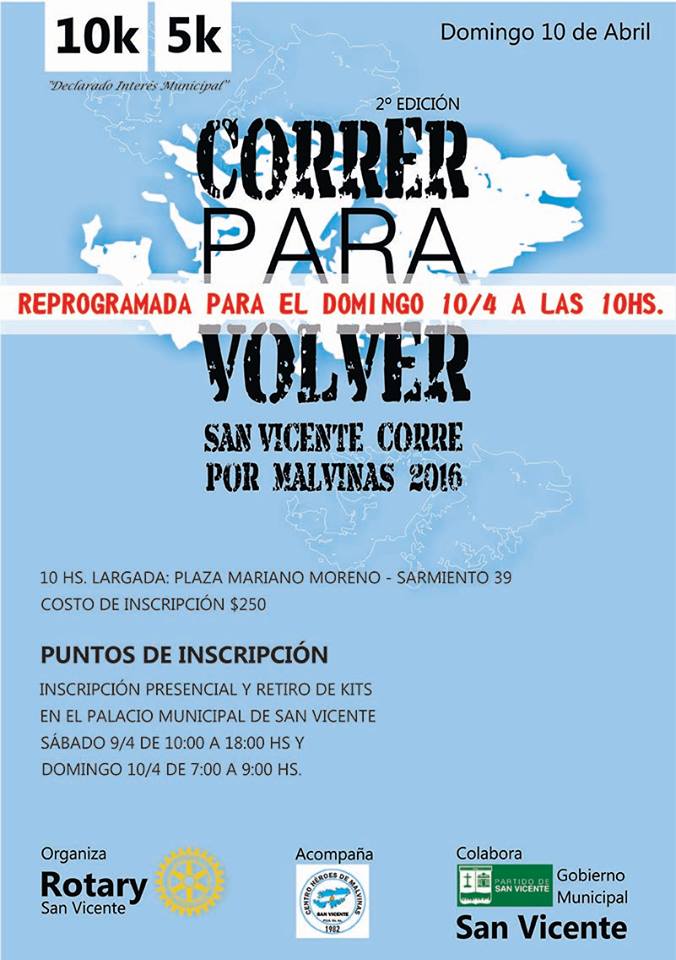 10k 5k
Domingo 10 de Abril
"Declarado Interés Municipal"
2º EDICIÓN
CORRER
PARA
REPROGRAMADA PARA EL DOMINGO 10/4 A LAS 10HS.
VOLVER
SAN VICENTE CORRE
POR MALVINAS 2016
10 HS. LARGADA: PLAZA MARIANO MORENO - SARMIENTO 39
COSTO DE INSCRIPCIÓN $250
PUNTOS DE INSCRIPCIÓN
INSCRIPCIÓN PRESENCIAL Y RETIRO DE KITS
EN EL PALACIO MUNICIPAL DE SAN VICENTE
SÁBADO 9/4 DE 10:00 A 18:00 HS Y
DOMINGO 10/4 DE 7:00 A 9:00 HS.
Organiza
Rotary
San Vicente
Acompaña
CENTRO HÉROES DE MALVINAS
SAN VICENTE
1982
Colabora
PARTIDO DE
SAN VICENTE
Gobierno
Municipal
San Vicente